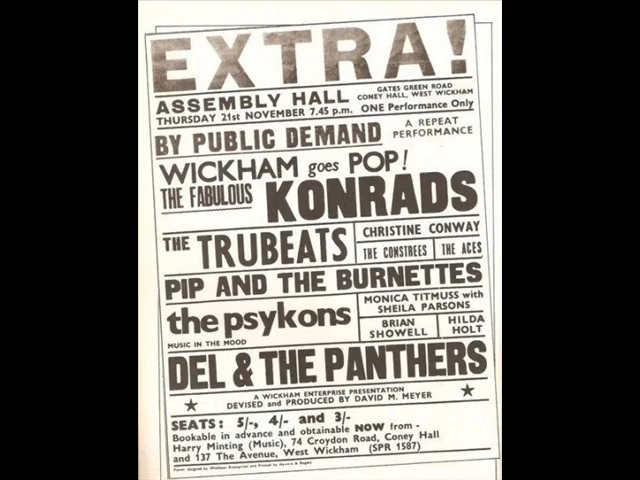 EXTRA!
ASSEMBLY HALL
GATES GREEN ROAD
CONEY HALL, WEST WICKHAM
THURSDAY 21st NOVEMBER 7.45 p.m. ONE Performance Only
BY PUBLIC DEMAND
A REPEAT
PERFORMANCE
WICKHAM goes POP!
THE FABULOUS KONRADS
THE TRUBEATS
CHRISTINE CONWAY
THE CONSTREES THE ACES
PIP AND THE BURNETTES
the psykons
MUSIC IN THE MOOD
MONICA TITMUSS with
SHEILA PARSONS
BRIAN
SHOWELL
HILDA
HOLT
DEL & THE PANTHERS
A WICKHAM ENTERPRISE PRESENTATION
DEVISED and PRODUCED BY DAVID M. MEYER
SEATS: 5/-, 4/- and 3/-
Bookable in advance and obtainable NOW from -
Harry Minting (Music), 74 Croydon Road, Coney Hall
and 137 The Avenue, West Wickham (SPR 1587)